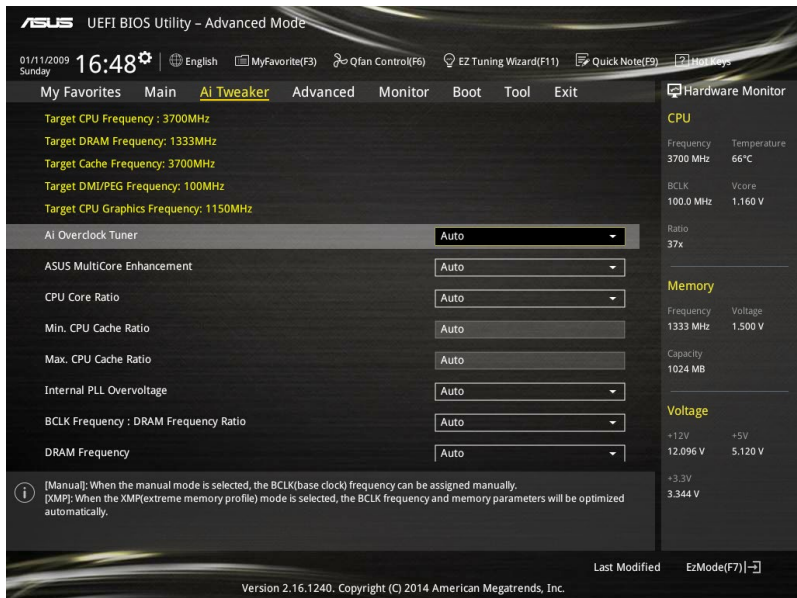 ASUS UEFI BIOS Utility – Advanced Mode
01/11/2009
Sunday
16:48
English MyFavorite(F3) Qfan Control(F6) EZ Tuning Wizard(F11) Quick Note(F9) ? Hot Keys
My Favorites Main Ai Tweaker Advanced Monitor Boot Tool Exit
Target CPU Frequency : 3700MHz
Target DRAM Frequency: 1333MHz
Target Cache Frequency: 3700MHz
Target DMI/PEG Frequency: 100MHz
Target CPU Graphics Frequency: 1150MHz
Ai Overclock Tuner Auto
ASUS MultiCore Enhancement Auto
CPU Core Ratio Auto
Min. CPU Cache Ratio Auto
Max. CPU Cache Ratio Auto
Internal PLL Overvoltage Auto
BCLK Frequency : DRAM Frequency Ratio Auto
DRAM Frequency Auto
[Manual]: When the manual mode is selected, the BCLK(base clock) frequency can be assigned manually.
[XMP]: When the XMP(extreme memory profile) mode is selected, the BCLK frequency and memory parameters will be optimized
automatically.
Hardware Monitor
CPU
Frequency Temperature
3700 MHz 66°C
BCLK Vcore
100.0 MHz 1.160 V
Ratio
37x
Memory
Frequency Voltage
1333 MHz 1.500 V
Capacity
1024 MB
Voltage
+12V +5V
12.096 V 5.120 V
+3.3V
3.344 V
Last Modified EzMode(F7)
Version 2.16.1240. Copyright (C) 2014 American Megatrends, Inc.